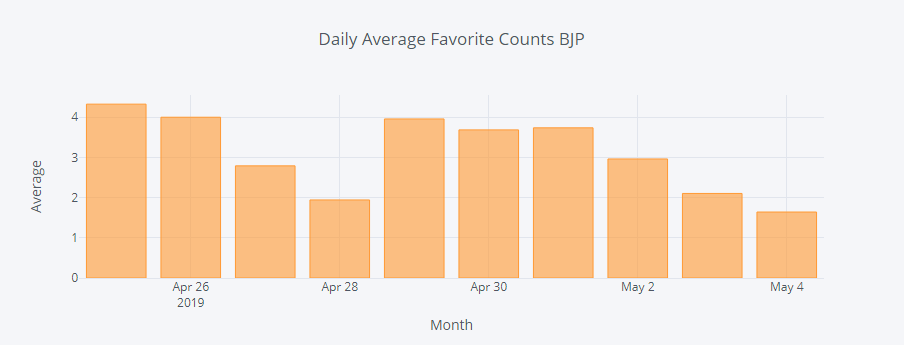 Daily Average Favorite Counts BJP
Average
4
3
2
1
0
Apr 26
2019
Apr 28
Apr 30
May 2
May 4
Month